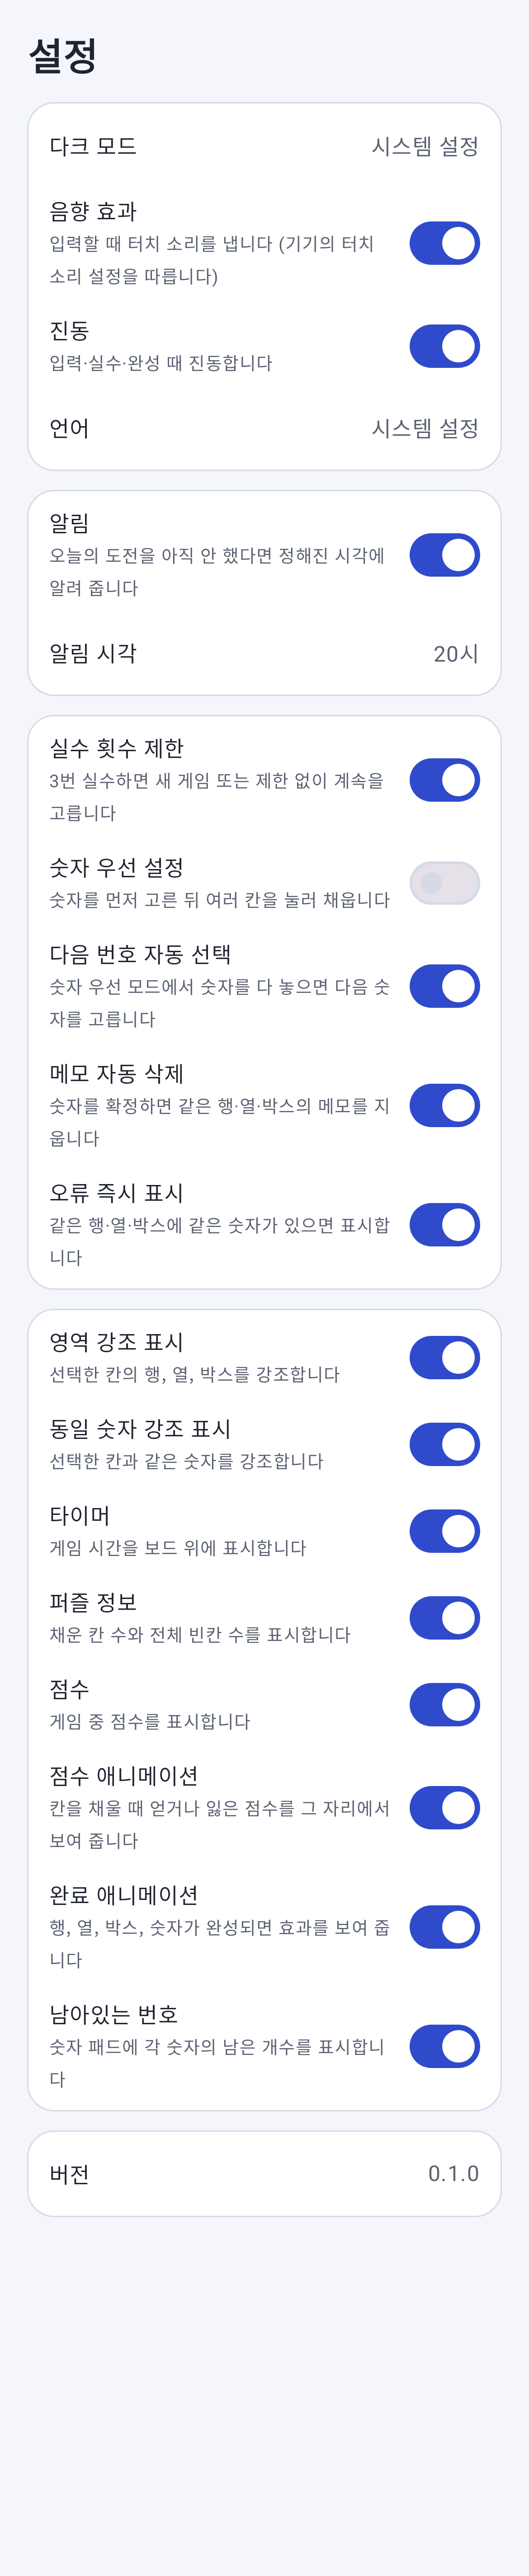 설정
다크 모드
시스템 설정
음향 효과
입력할 때 터치 소리를 냅니다 (기기의 터치
소리 설정을 따릅니다)
진동
입력·실수·완성 때 진동합니다
언어
시스템 설정
알림
오늘의 도전을 아직 안 했다면 정해진 시각에
알려 줍니다
알림 시각
20시
실수 횟수 제한
3번 실수하면 새 게임 또는 제한 없이 계속을
고릅니다
숫자 우선 설정
숫자를 먼저 고른 뒤 여러 칸을 눌러 채웁니다
다음 번호 자동 선택
숫자 우선 모드에서 숫자를 다 놓으면 다음 숫
자를 고릅니다
메모 자동 삭제
숫자를 확정하면 같은 행·열·박스의 메모를 지
웁니다
오류 즉시 표시
같은 행·열·박스에 같은 숫자가 있으면 표시합
니다
영역 강조 표시
선택한 칸의 행, 열, 박스를 강조합니다
동일 숫자 강조 표시
선택한 칸과 같은 숫자를 강조합니다
타이머
게임 시간을 보드 위에 표시합니다
퍼즐 정보
채운 칸 수와 전체 빈칸 수를 표시합니다
점수
게임 중 점수를 표시합니다
점수 애니메이션
칸을 채울 때 얻거나 잃은 점수를 그 자리에서
보여 줍니다
완료 애니메이션
행, 열, 박스, 숫자가 완성되면 효과를 보여 줍
니다
남아있는 번호
숫자 패드에 각 숫자의 남은 개수를 표시합니
다
버전
0.1.0